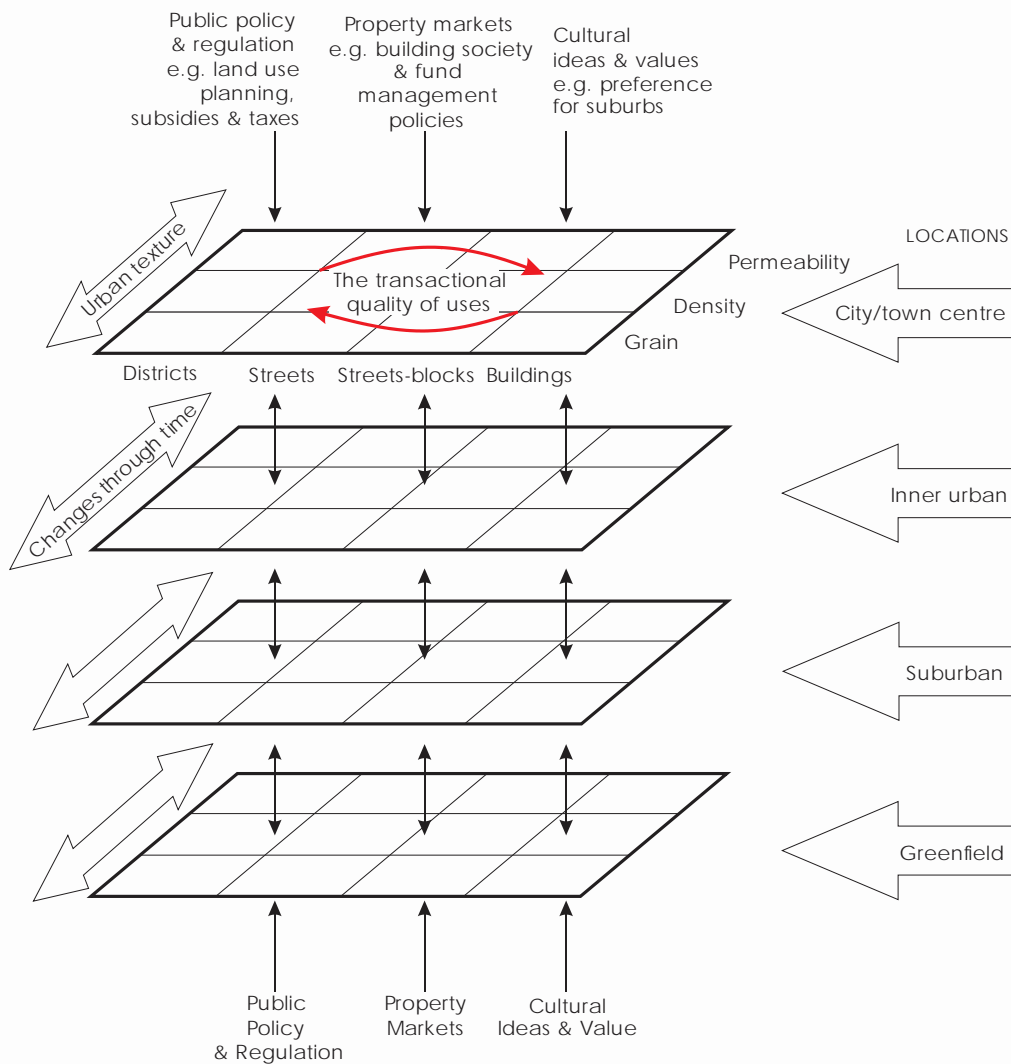 Public policy
& regulation
e.g. land use
planning,
subsidies & taxes
Property markets
e.g. building society
& fund
management
policies
Cultural
ideas & values
e.g. preference
for suburbs
Urban texture
The transactional
quality of uses
Permeability
Density
Grain
LOCATIONS
City/town centre
Districts
Streets
Streets-blocks
Buildings
Changes through time
Inner urban
Suburban
Greenfield
Public
Policy
& Regulation
Property
Markets
Cultural
Ideas & Value